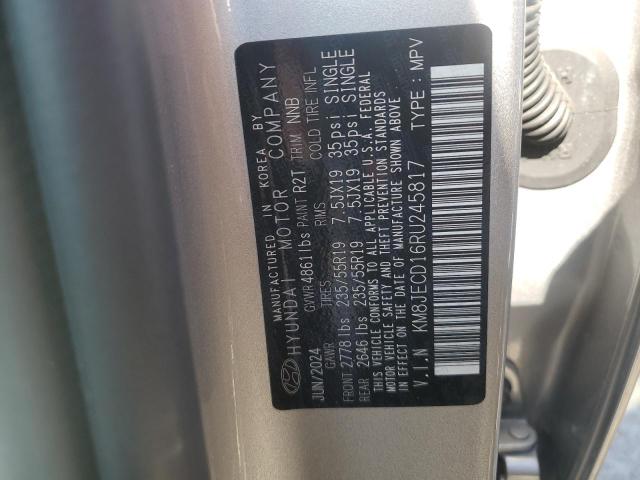 MANUFACTURED IN KOREA BY
HYUNDAI MOTOR COMPANY
JUN/2024 GVWR 4861 lbs PAINT R2T TRIM NNB
GAWR TIRES RIMS COLD TIRE INFL
FRONT 2778 lbs 235/55R19 7.5JX19 35psi SINGLE
REAR 2646 lbs 235/55R19 7.5JX19 35psi SINGLE
THIS VEHICLE CONFORMS TO ALL APPLICABLE U.S.A. FEDERAL
MOTOR VEHICLE SAFETY AND THEFT PREVENTION STANDARDS
IN EFFECT ON THE DATE OF MANUFACTURE SHOWN ABOVE
V.I.N KM8JECD16RU245817 TYPE : MPV